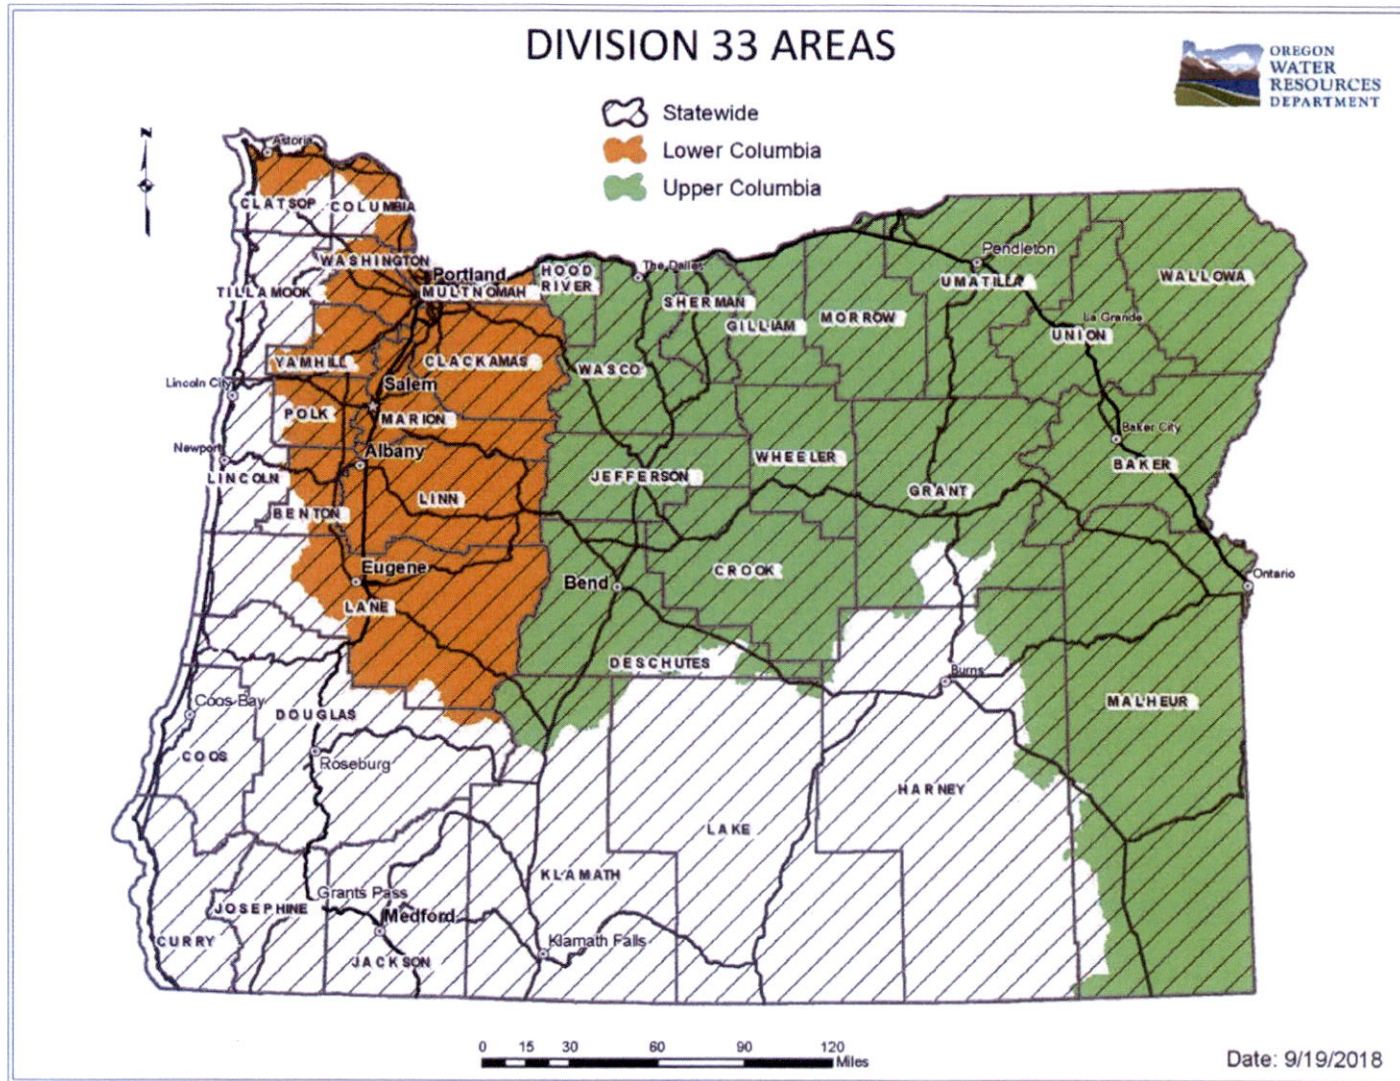 DIVISION 33 AREAS
OREGON
WATER
RESOURCES
DEPARTMENT
Statewide
Lower Columbia
Upper Columbia
N
Astoria
CLATSOP
COLUMBIA
WASHINGTON
Portland
HOOD
RIVER
The Dalles
Pendleton
WALLOWA
TILLAMOOK
MULTNOMAH
SHERMAN
UMATILLA
GILLIAM
MORROW
La Grande
UNION
YAMHILL
CLACKAMAS
WASCO
Lincoln City
Salem
POLK
MARION
Baker City
Newport
Albany
WHEELER
BAKER
LINCOLN
JEFFERSON
GRANT
LINN
BENTON
Eugene
Bend
CROOK
Ontario
LANE
DESCHUTES
Burns
Coos Bay
DOUGLAS
MALHEUR
COOS
Roseburg
HARNEY
LAKE
KLAMATH
Grants Pass
JOSEPHINE
Medford
CURRY
Klamath Falls
JACKSON
0 15 30 60 90 120
Miles
Date: 9/19/2018